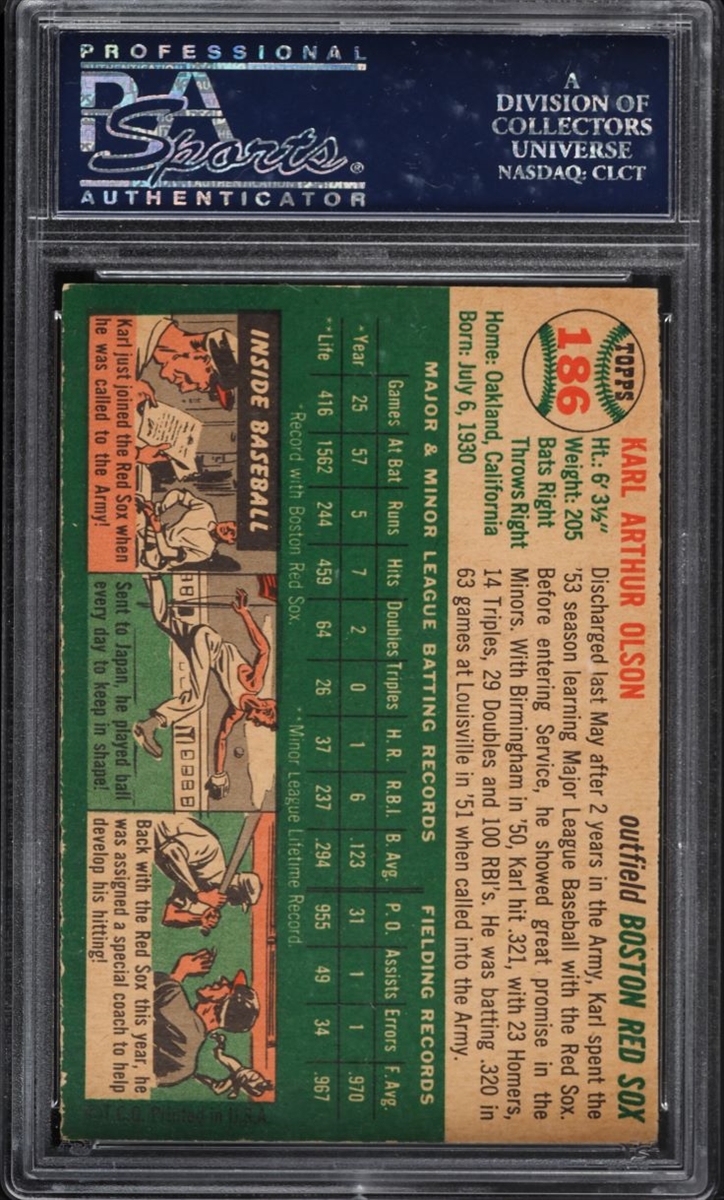 PROFESSIONAL
PSA
Sports®
AUTHENTICATOR
A
DIVISION OF
COLLECTORS
UNIVERSE
NASDAQ: CLCT
TOPPS
186
KARL ARTHUR OLSON outfield BOSTON RED SOX
Ht.: 6' 3½"
Weight: 205
Bats Right
Throws Right
Home: Oakland, California
Born: July 6, 1930
Discharged last May after 2 years in the Army, Karl spent the
'53 season learning Major League Baseball with the Red Sox.
Before entering Service, he showed great promise in the
Minors. With Birmingham in '50, Karl hit .321, with 23 Homers,
14 Triples, 29 Doubles and 100 RBI's. He was batting .320 in
63 games at Louisville in '51 when called into the Army.
MAJOR & MINOR LEAGUE BATTING RECORDS FIELDING RECORDS
Games At Bat Runs Hits Doubles Triples H.R. R.B.I. B. Avg. P.O. Assists Errors F. Avg.
*Year 25 57 5 7 2 0 1 6 .123 31 1 1 .970
**Life 416 1562 244 459 64 26 37 237 .294 955 49 34 .967
*Record with Boston Red Sox. **Minor League Lifetime Record.
INSIDE BASEBALL
Karl just joined the Red Sox when
he was called to the Army!
Sent to Japan, he played ball
every day to keep in shape!
Back with the Red Sox this year, he
was assigned a special coach to help
develop his hitting!
T.C.G. Printed in U.S.A.